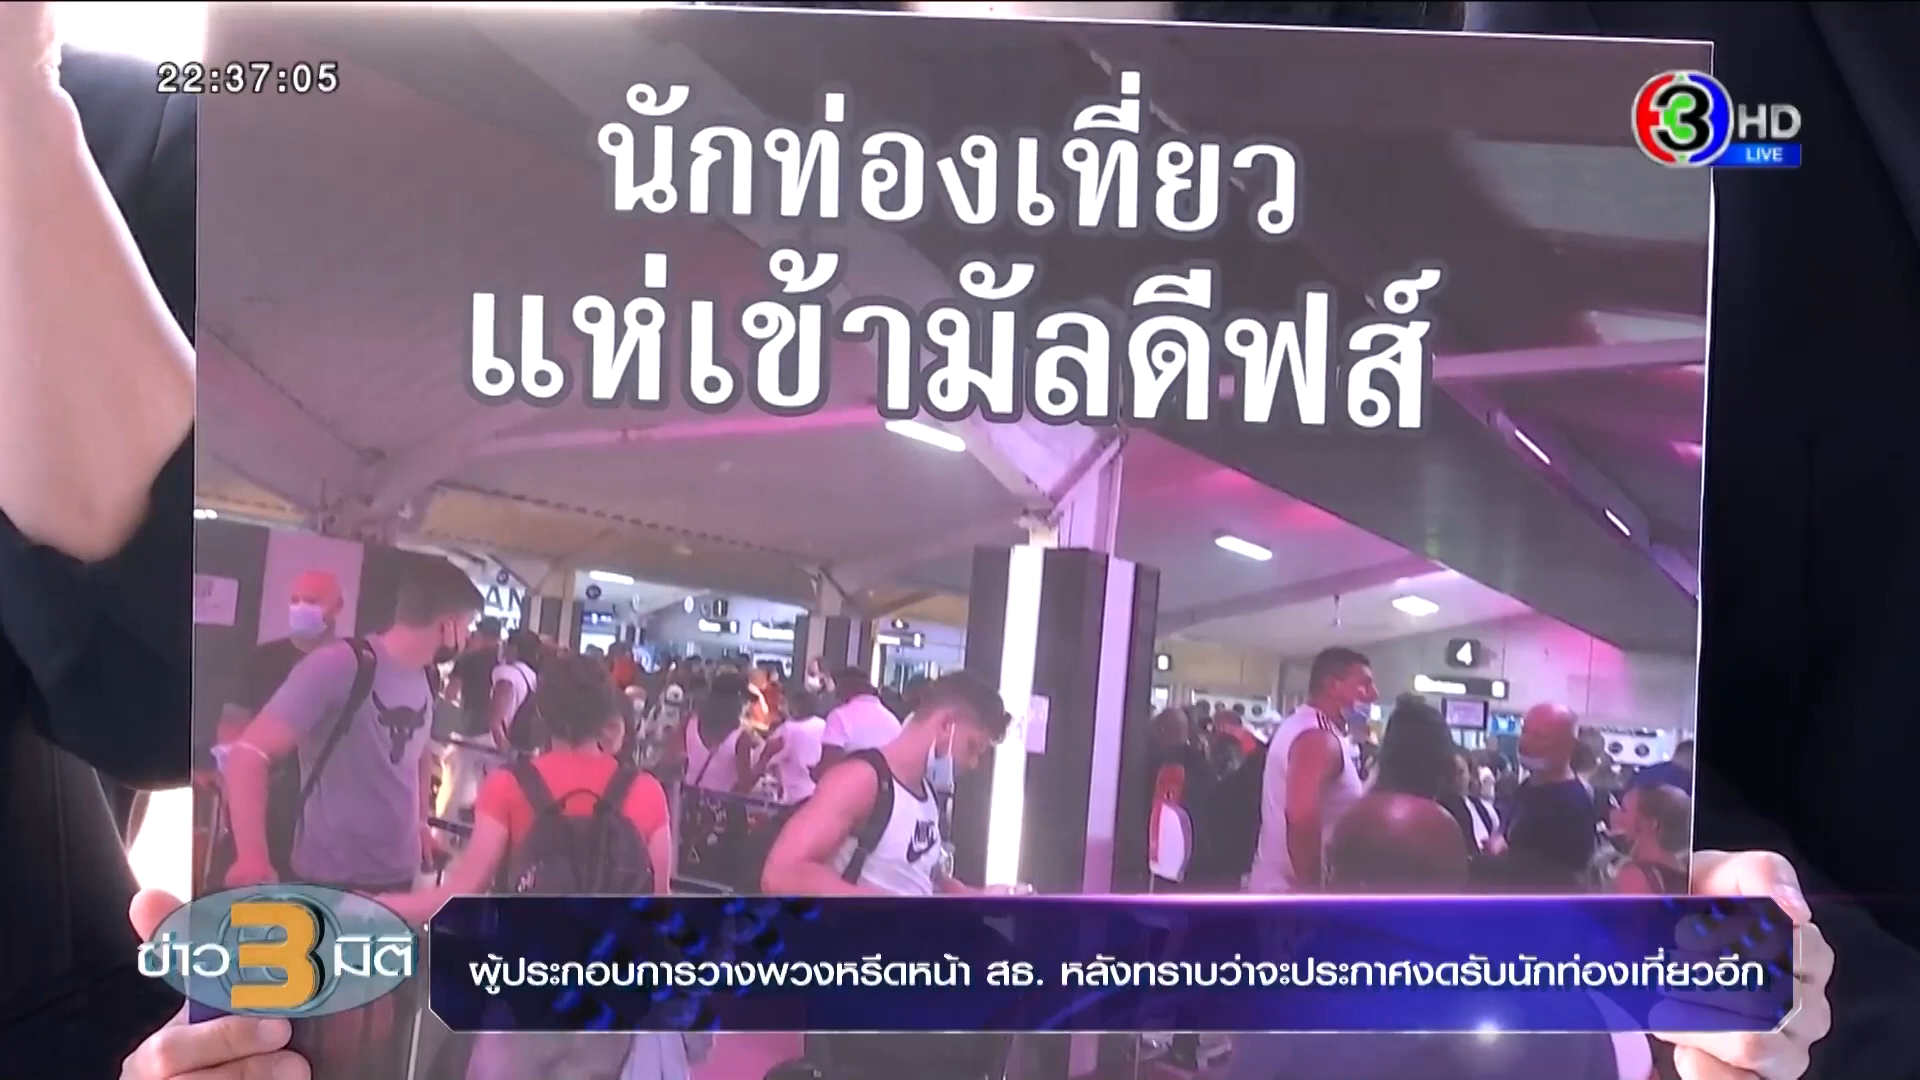 22:37:05
3 HD
LIVE
นักท่องเที่ยว
แห่เข้ามัลดีฟส์
4
ข่าว 3 มิติ
ผู้ประกอบการวางพวงหรีดหน้า สธ. หลังทราบว่าจะประกาศงดรับนักท่องเที่ยวอีก